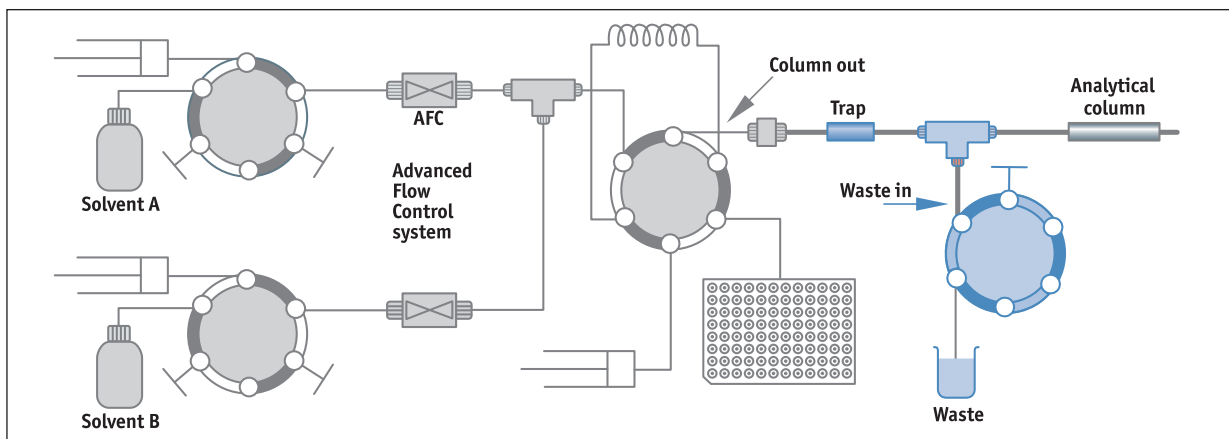 Solvent A
AFC
Advanced
Flow
Control
system
Solvent B
Column out
Trap
Analytical
column
Waste in
Waste